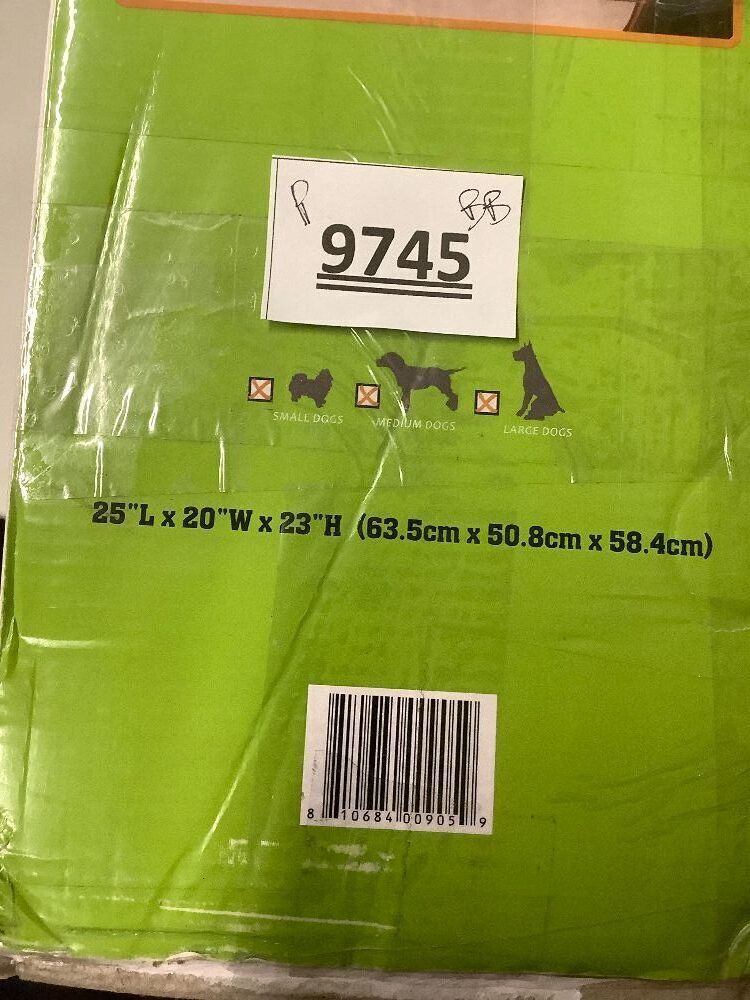 P BB
9745
SMALL DOGS MEDIUM DOGS LARGE DOGS
25"L x 20"W x 23"H (63.5cm x 50.8cm x 58.4cm)
8 10684 00905 9